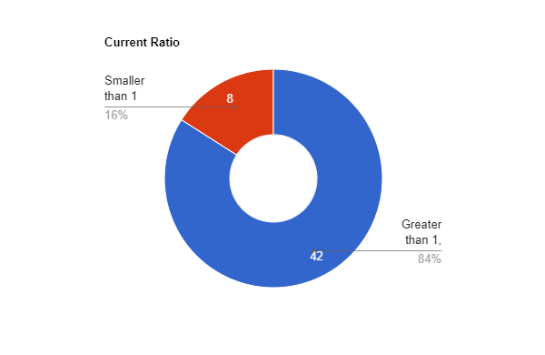 Current Ratio
Smaller
than 1
16%
8
Greater
than 1,
84%
42